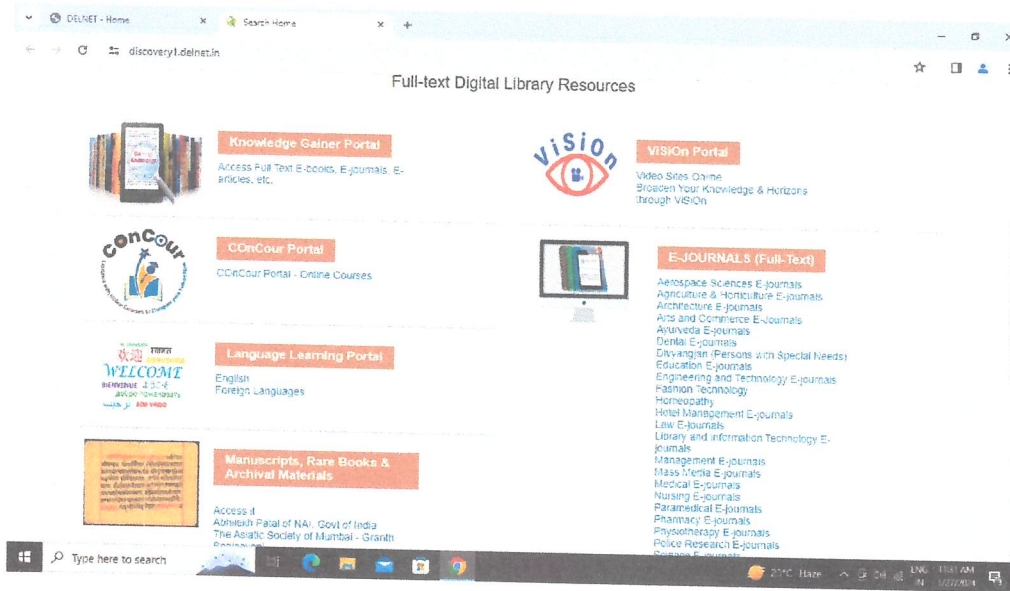 DELNET - Home
Search Home
discovery1.delnet.in
Full-text Digital Library Resources
Knowledge Gainer Portal
Access Full Text E-books, E-journals, E-
articles, etc.
COnCour
COnCour Portal
COnCour Portal - Online Courses
WELCOME
BIENVENUE
Language Learning Portal
English
Foreign Languages
Manuscripts, Rare Books &
Archival Materials
Access it
Abhilekh Patal of NAI, Govt of India
The Asiatic Society of Mumbai - Granth
ViSiOn
ViSiOn Portal
Video Sites Online
Broaden Your Knowledge & Horizons
through ViSiOn
E-JOURNALS (Full-Text)
Aerospace Sciences E-journals
Agriculture & Horticulture E-journals
Architecture E-journals
Arts and Commerce E-Journals
Ayurveda E-journals
Dental E-journals
Divyangjan (Persons with Special Needs)
Education E-journals
Engineering and Technology E-journals
Fashion Technology
Homeopathy
Hotel Management E-journals
Law E-journals
Library and Information Technology E-
journals
Management E-journals
Mass Media E-journals
Medical E-journals
Nursing E-journals
Paramedical E-journals
Pharmacy E-journals
Physiotherapy E-journals
Police Research E-journals
Science E-journals
Type here to search
Haze
ENG
IN
11:31 AM